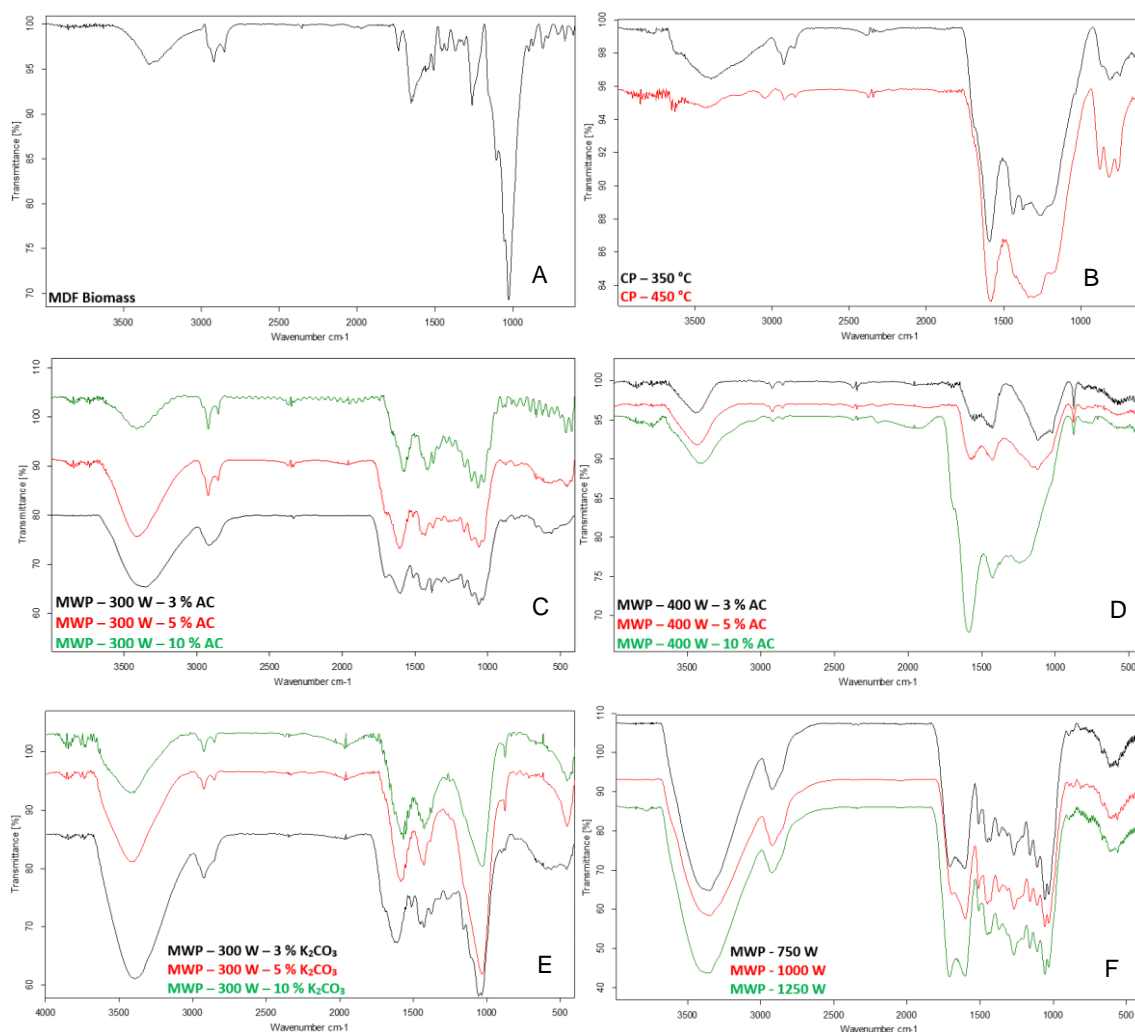 Transmittance [%]
100
95
90
85
80
75
70
MDF Biomass
A
3500
3000
2500
2000
1500
1000
Wavenumber cm-1
Transmittance [%]
100
98
96
94
92
90
88
86
84
CP – 350 °C
CP – 450 °C
B
3500
3000
2500
2000
1500
1000
Wavenumber cm-1
Transmittance [%]
110
100
90
80
70
60
MWP – 300 W – 3 % AC
MWP – 300 W – 5 % AC
MWP – 300 W – 10 % AC
C
3500
3000
2500
2000
1500
1000
500
Wavenumber cm-1
Transmittance [%]
100
95
90
85
80
75
70
MWP – 400 W – 3 % AC
MWP – 400 W – 5 % AC
MWP – 400 W – 10 % AC
D
3500
3000
2500
2000
1500
1000
500
Wavenumber cm-1
Transmittance [%]
100
90
80
70
60
MWP – 300 W – 3 % K₂CO₃
MWP – 300 W – 5 % K₂CO₃
MWP – 300 W – 10 % K₂CO₃
E
4000
3500
3000
2500
2000
1500
1000
500
Wavenumber cm-1
Transmittance [%]
110
100
90
80
70
60
50
40
MWP - 750 W
MWP - 1000 W
MWP - 1250 W
F
3500
3000
2500
2000
1500
1000
500
Wavenumber cm-1